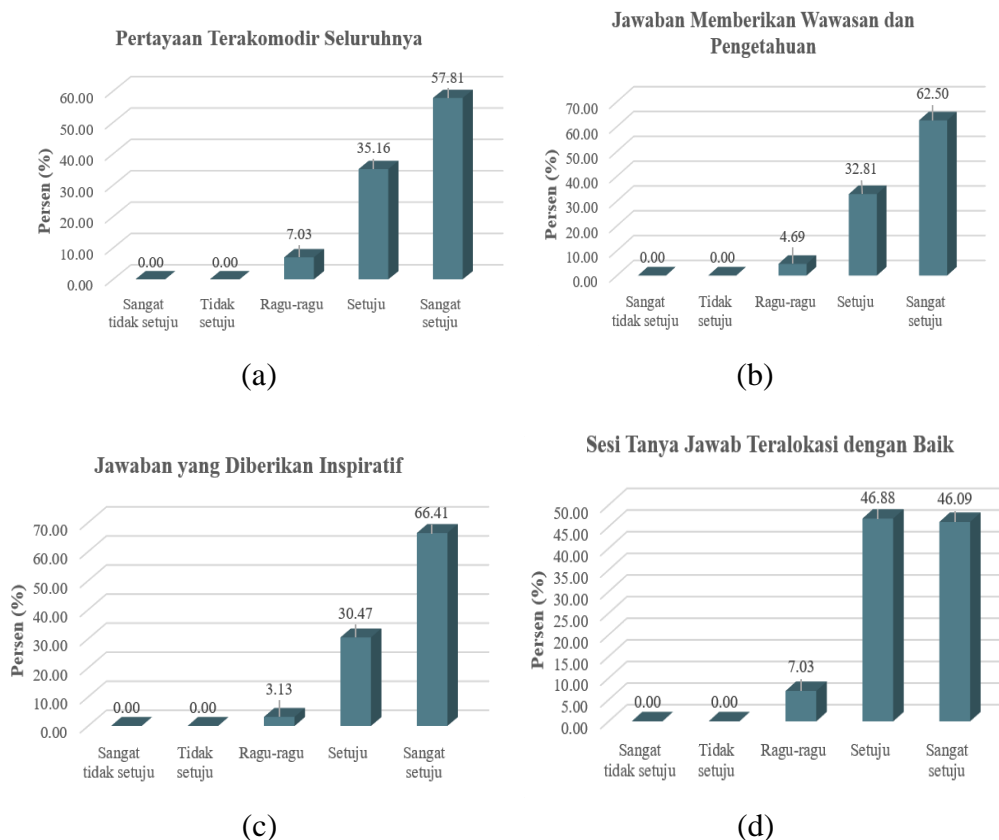 Pertayaan Terakomodir Seluruhnya
Persen (%)
60.00
50.00
40.00
30.00
20.00
10.00
0.00
0.00
0.00
7.03
35.16
57.81
Sangat
tidak setuju
Tidak
setuju
Ragu-ragu
Setuju
Sangat
setuju
(a)
Jawaban Memberikan Wawasan dan
Pengetahuan
Persen (%)
70.00
60.00
50.00
40.00
30.00
20.00
10.00
0.00
0.00
0.00
4.69
32.81
62.50
Sangat
tidak setuju
Tidak
setuju
Ragu-ragu
Setuju
Sangat
setuju
(b)
Jawaban yang Diberikan Inspiratif
Persen (%)
70.00
60.00
50.00
40.00
30.00
20.00
10.00
0.00
0.00
0.00
3.13
30.47
66.41
Sangat
tidak setuju
Tidak
setuju
Ragu-ragu
Setuju
Sangat
setuju
(c)
Sesi Tanya Jawab Teralokasi dengan Baik
Persen (%)
50.00
45.00
40.00
35.00
30.00
25.00
20.00
15.00
10.00
5.00
0.00
0.00
0.00
7.03
46.88
46.09
Sangat
tidak setuju
Tidak
setuju
Ragu-ragu
Setuju
Sangat
setuju
(d)